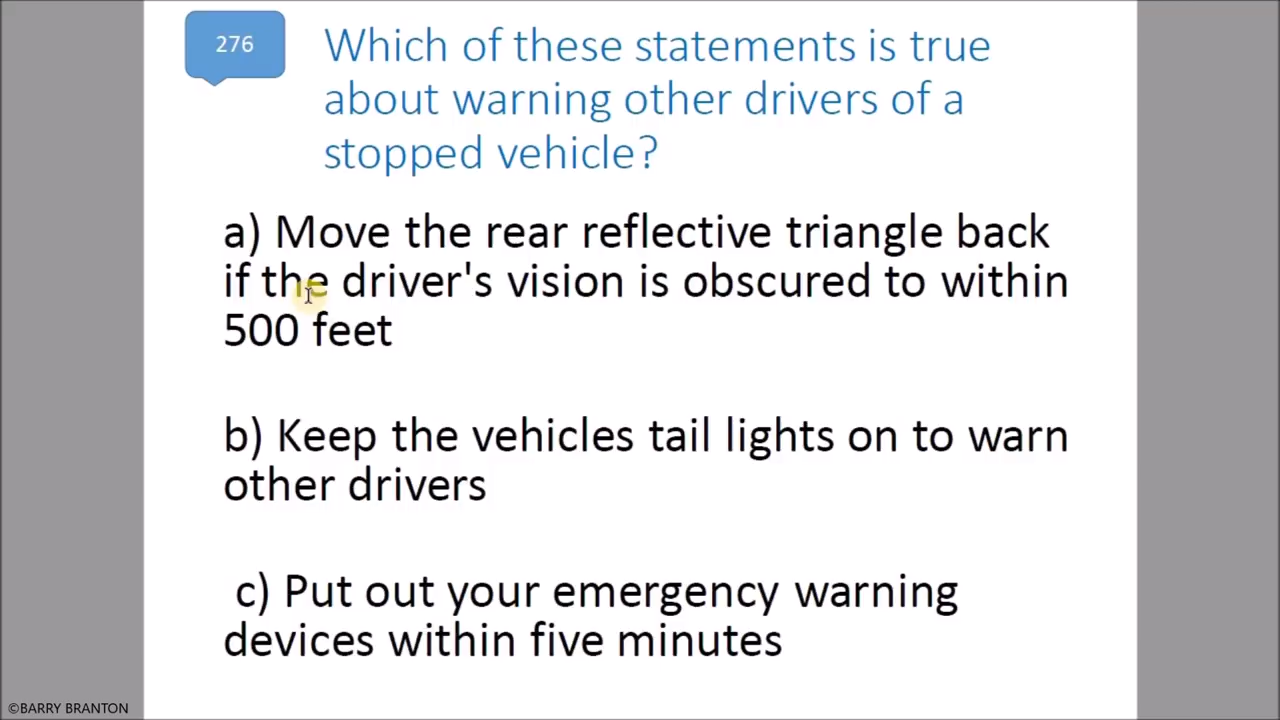 276
Which of these statements is true
about warning other drivers of a
stopped vehicle?
a) Move the rear reflective triangle back
if the driver's vision is obscured to within
500 feet
b) Keep the vehicles tail lights on to warn
other drivers
c) Put out your emergency warning
devices within five minutes
©BARRY BRANTON